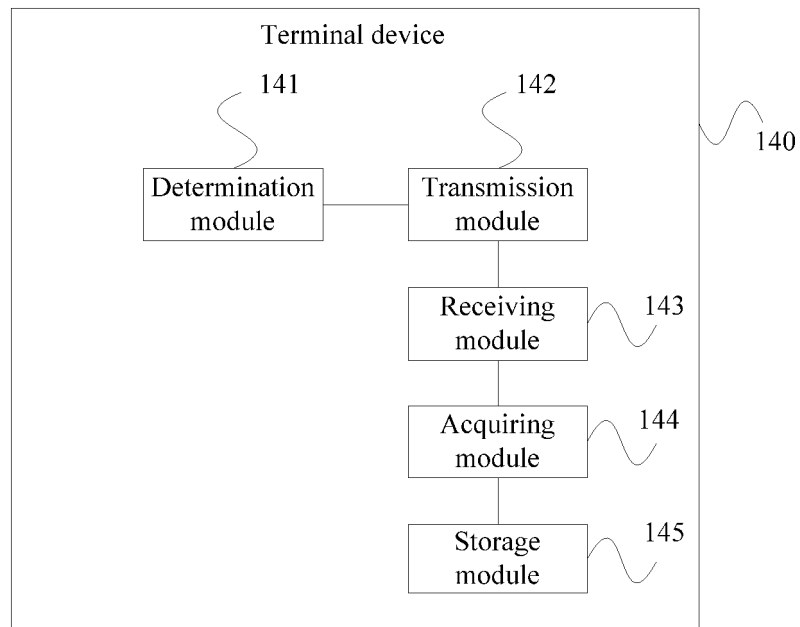 Terminal device
141
142
140
Determination
module
Transmission
module
Receiving
module
143
Acquiring
module
144
Storage
module
145